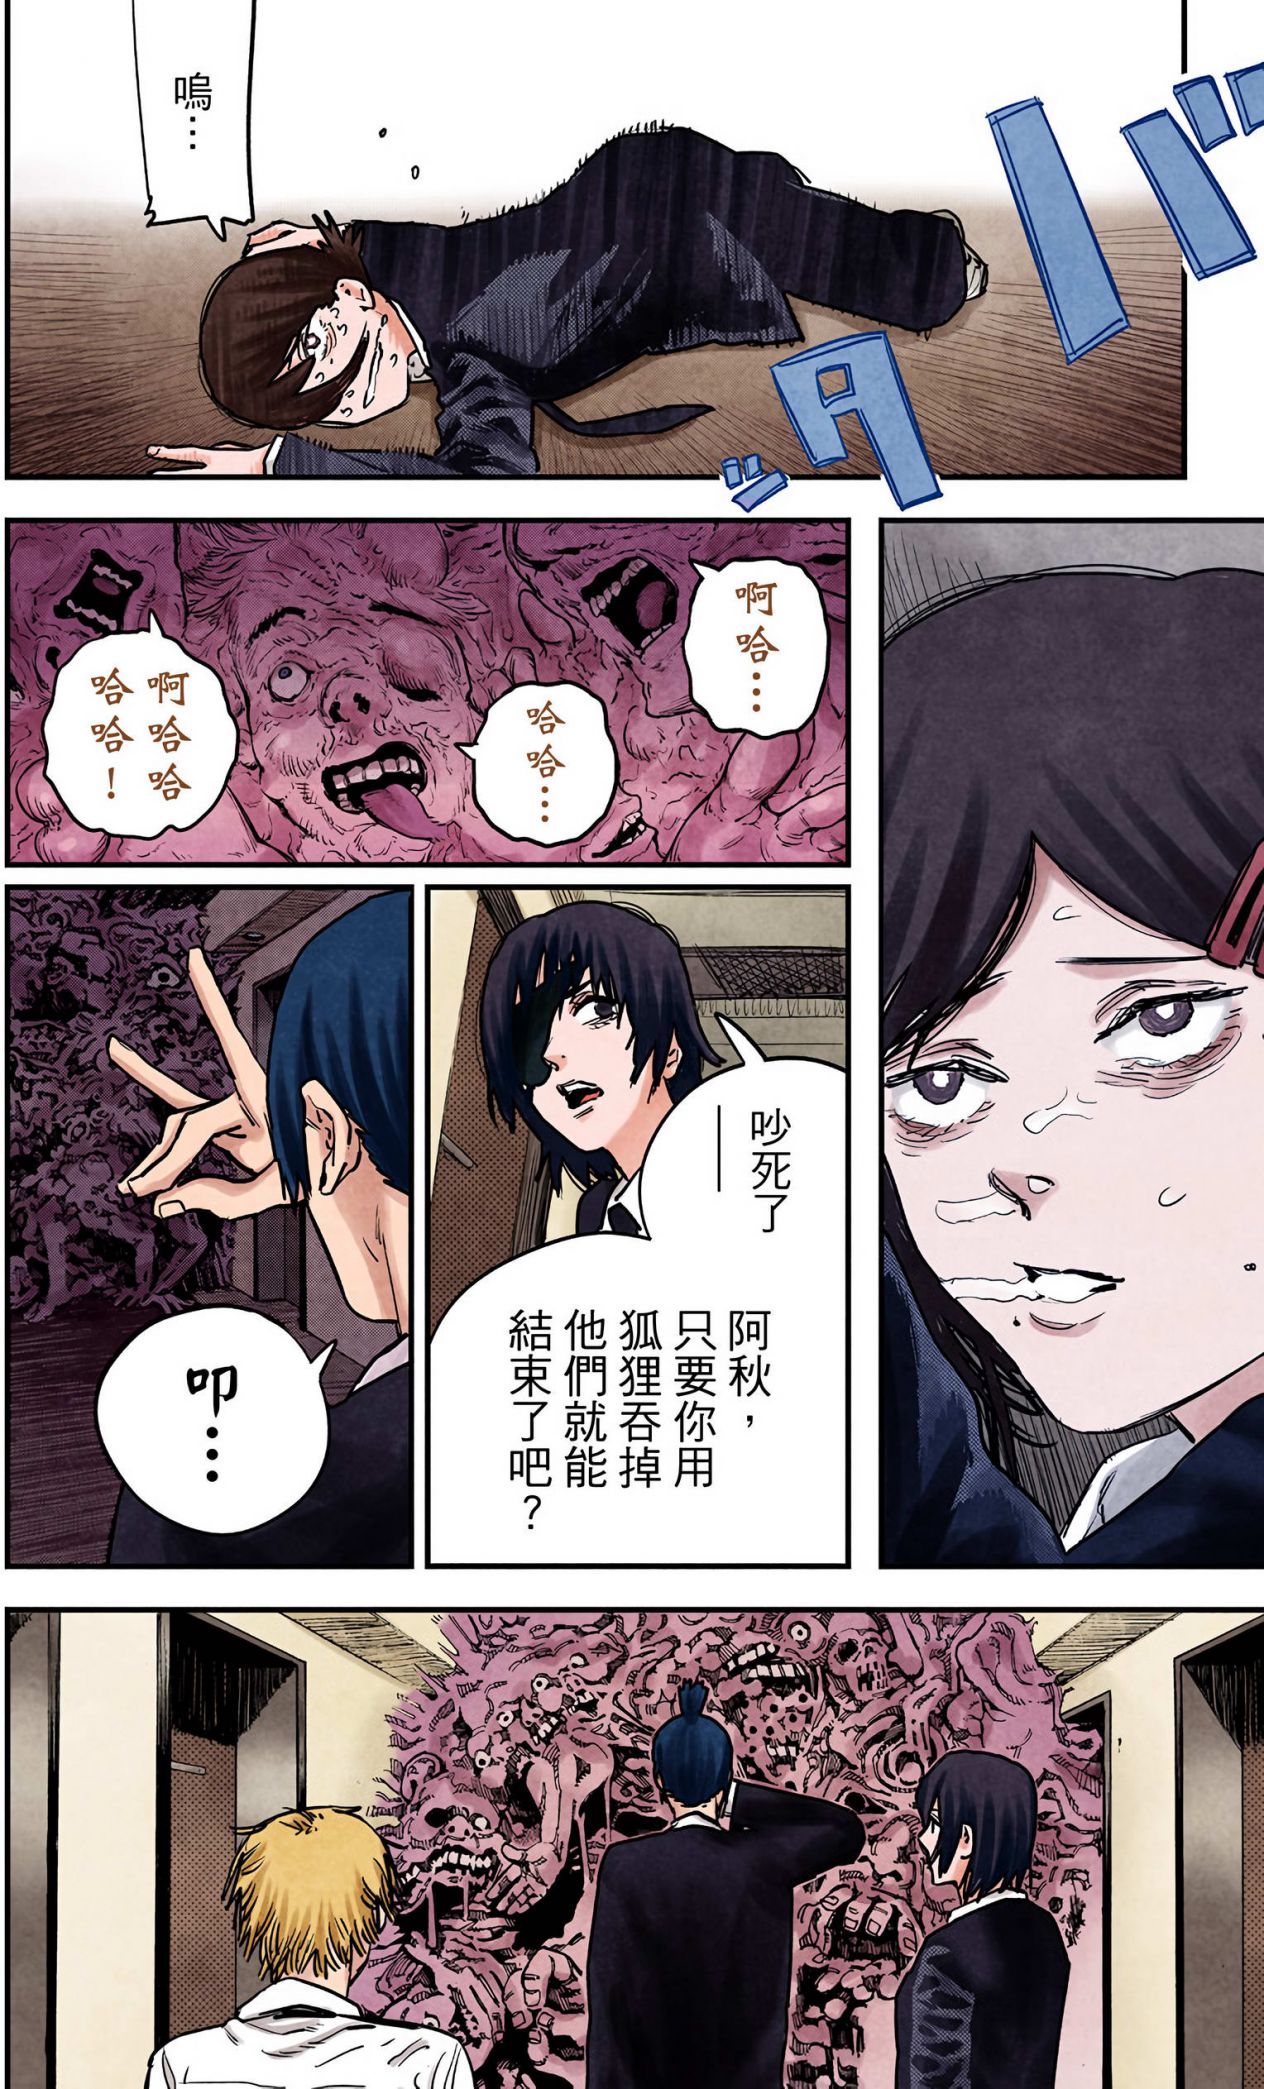 嗚…
バタッ
啊哈…
哈哈…
啊哈哈
哈哈！
吵死了
——
阿秋，
只要你用
狐狸吞掉
他們就能
結束了吧？
叩…